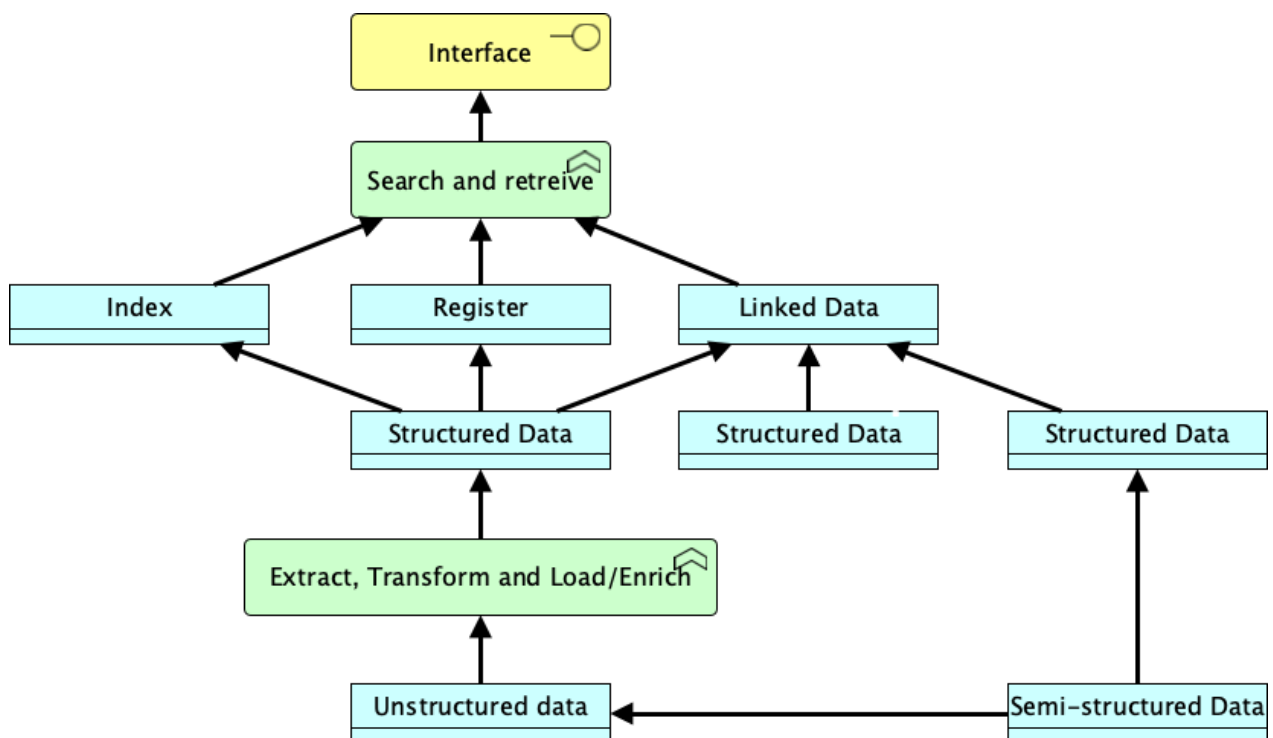 Interface
Search and retreive
Index
Register
Linked Data
Structured Data
Structured Data
Structured Data
Extract, Transform and Load/Enrich
Unstructured data
Semi-structured Data